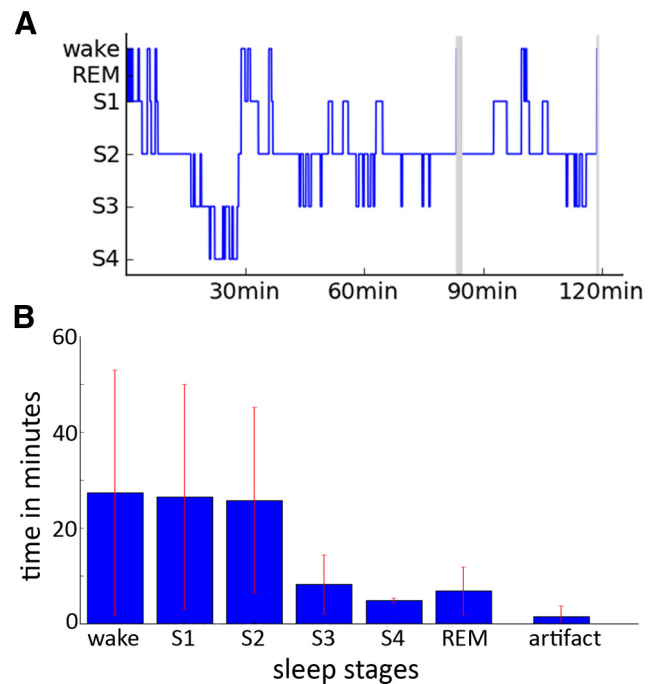 A
wake
REM
S1
S2
S3
S4
30min 60min 90min 120min
B
60
40
20
0
time in minutes
wake S1 S2 S3 S4 REM artifact
sleep stages